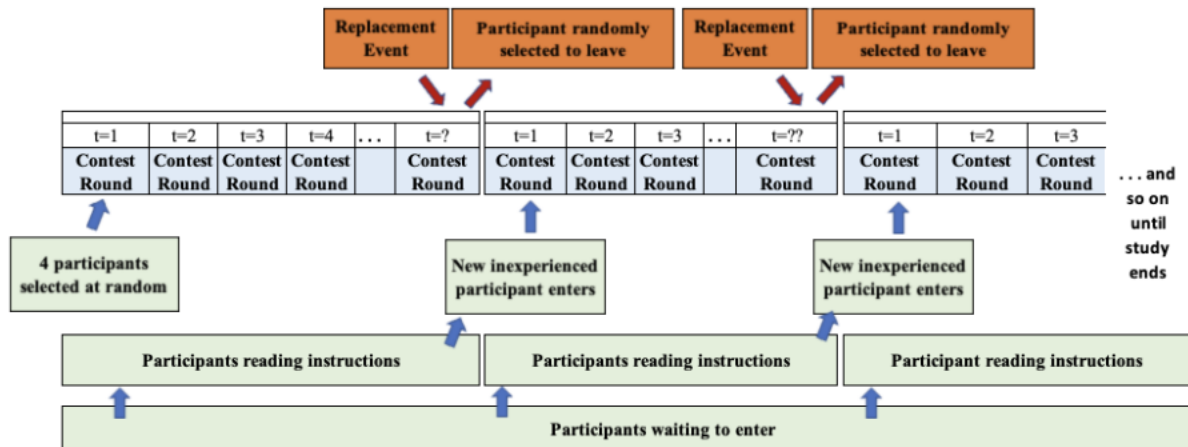 Replacement
Event
Participant randomly
selected to leave
Replacement
Event
Participant randomly
selected to leave
t=1 t=2 t=3 t=4 ... t=? t=1 t=2 t=3 ... t=?? t=1 t=2 t=3
Contest Contest Contest Contest Contest Contest Contest Contest Contest Contest Contest Contest
Round Round Round Round Round Round Round Round Round Round Round Round
... and
so on
until
study
ends
4 participants
selected at random
New inexperienced
participant enters
New inexperienced
participant enters
Participants reading instructions
Participants reading instructions
Participant reading instructions
Participants waiting to enter